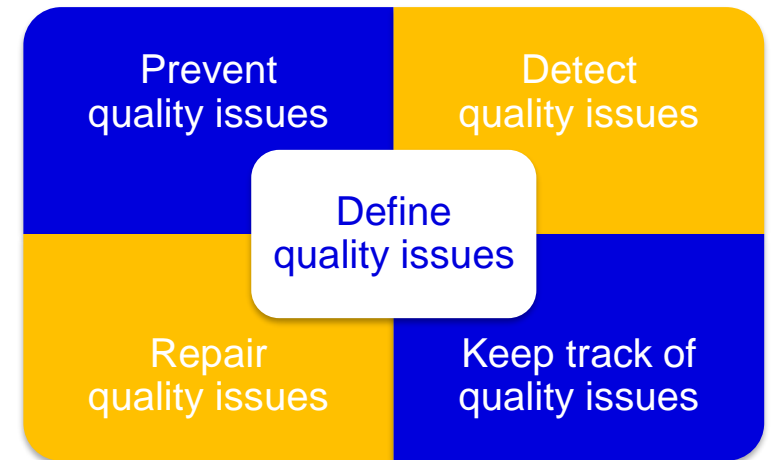 Prevent
quality issues
Detect
quality issues
Define
quality issues
Repair
quality issues
Keep track of
quality issues